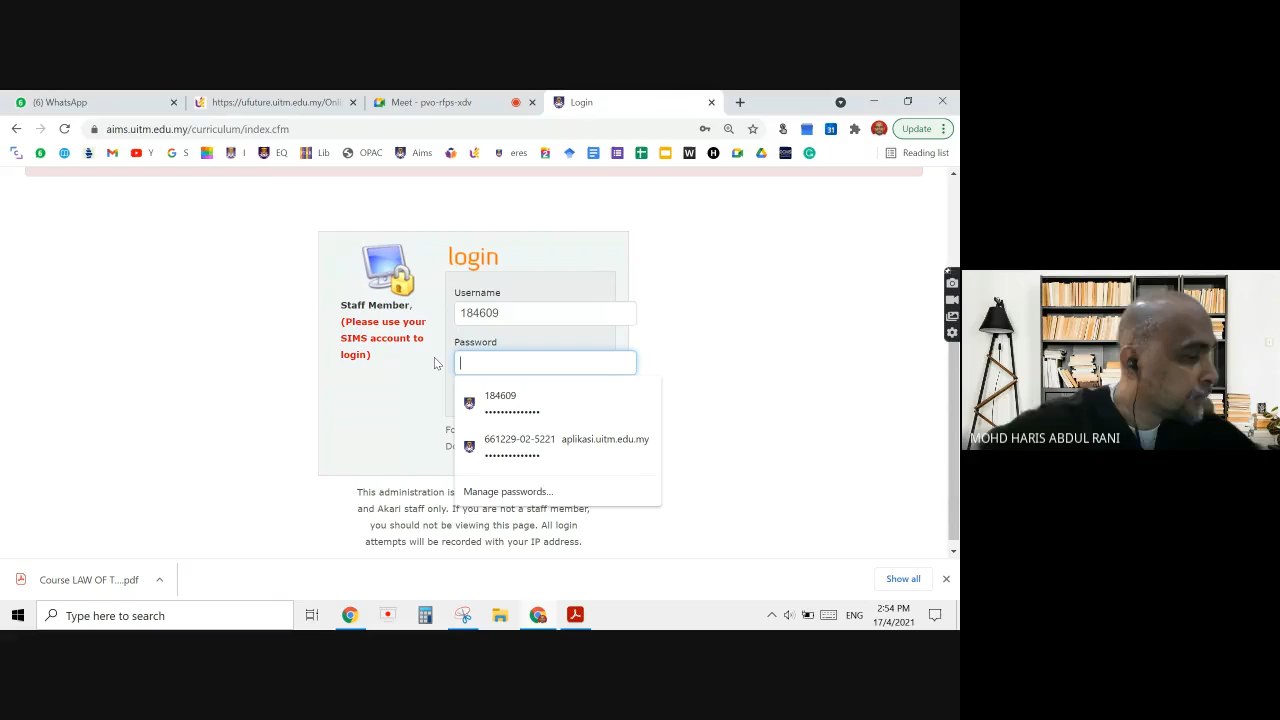 (6) WhatsApp
https://ufuture.uitm.edu.my/Onl
Meet - pvo-rfps-xdv
Login
aims.uitm.edu.my/curriculum/index.cfm
Update
Y
G S
I
EQ
Lib
OPAC
Aims
eres
Reading list
login
Username
184609
Staff Member,
(Please use your
SIMS account to
login)
Password
184609
••••••••••••••
661229-02-5221 aplikasi.uitm.edu.my
••••••••••••••
Manage passwords...
Fo
Do
This administration is
and Akari staff only. If you are not a staff member,
you should not be viewing this page. All login
attempts will be recorded with your IP address.
MOHD HARIS ABDUL RANI
Course LAW OF T....pdf
Show all
Type here to search
ENG
2:54 PM
17/4/2021